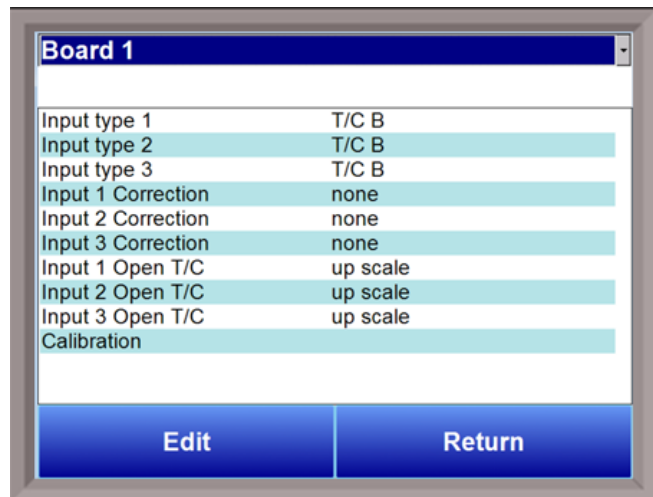 Board 1
Input type 1 T/C B
Input type 2 T/C B
Input type 3 T/C B
Input 1 Correction none
Input 2 Correction none
Input 3 Correction none
Input 1 Open T/C up scale
Input 2 Open T/C up scale
Input 3 Open T/C up scale
Calibration
Edit Return